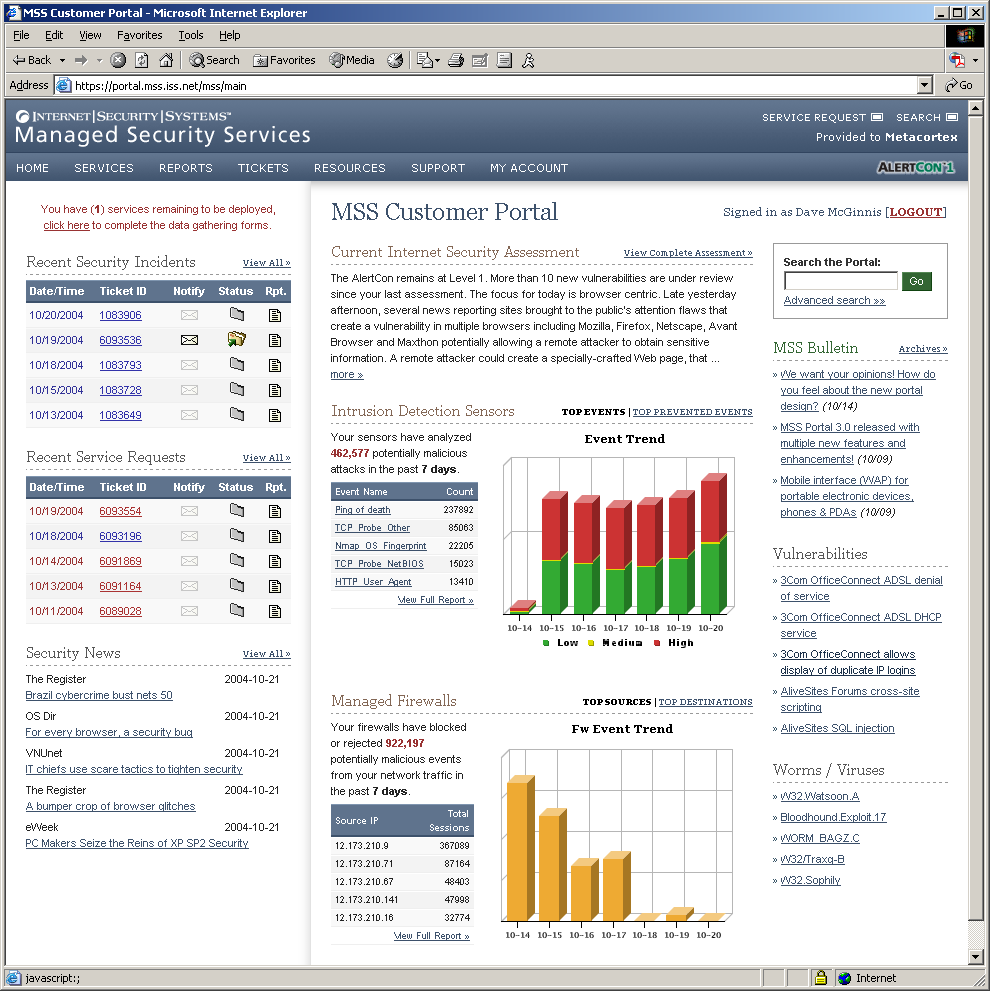 MSS Customer Portal - Microsoft Internet Explorer
File Edit View Favorites Tools Help
Back Search Favorites Media
Address https://portal.mss.iss.net/mss/main Go
INTERNET|SECURITY|SYSTEMS™
Managed Security Services
SERVICE REQUEST SEARCH
Provided to Metacortex
HOME SERVICES REPORTS TICKETS RESOURCES SUPPORT MY ACCOUNT
ALERTCON™1
You have (1) services remaining to be deployed,
click here to complete the data gathering forms.
Recent Security Incidents View All »
Date/Time Ticket ID Notify Status Rpt.
10/20/2004 1083906
10/19/2004 6093536
10/18/2004 1083793
10/15/2004 1083728
10/13/2004 1083649
Recent Service Requests View All »
Date/Time Ticket ID Notify Status Rpt.
10/19/2004 6093554
10/18/2004 6093196
10/14/2004 6091869
10/13/2004 6091164
10/11/2004 6089028
Security News View All »
The Register 2004-10-21
Brazil cybercrime bust nets 50
OS Dir 2004-10-21
For every browser, a security bug
VNUnet 2004-10-21
IT chiefs use scare tactics to tighten security
The Register 2004-10-21
A bumper crop of browser glitches
eWeek 2004-10-21
PC Makers Seize the Reins of XP SP2 Security
MSS Customer Portal
Signed in as Dave McGinnis [LOGOUT]
Current Internet Security Assessment View Complete Assessment »
The AlertCon remains at Level 1. More than 10 new vulnerabilities are under review
since your last assessment. The focus for today is browser centric. Late yesterday
afternoon, several news reporting sites brought to the public's attention flaws that
create a vulnerability in multiple browsers including Mozilla, Firefox, Netscape, Avant
Browser and Maxthon potentially allowing a remote attacker to obtain sensitive
information. A remote attacker could create a specially-crafted Web page, that ...
more »
Intrusion Detection Sensors TOP EVENTS | TOP PREVENTED EVENTS
Your sensors have analyzed
462,577 potentially malicious
attacks in the past 7 days.
Event Name Count
Ping of death 237892
TCP_Probe_Other 85063
Nmap_OS_Fingerprint 22205
TCP_Probe_NetBIOS 15023
HTTP_User_Agent 13410
View Full Report »
Event Trend
10-14 10-15 10-16 10-17 10-18 10-19 10-20
Low Medium High
Managed Firewalls TOP SOURCES | TOP DESTINATIONS
Your firewalls have blocked
or rejected 922,197
potentially malicious events
from your network traffic in
the past 7 days.
Source IP Total
Sessions
12.173.210.9 367089
12.173.210.71 87164
12.173.210.67 48403
12.173.210.141 47998
12.173.210.16 32774
View Full Report »
Fw Event Trend
10-14 10-15 10-16 10-17 10-18 10-19 10-20
Search the Portal:
Go
Advanced search »»
MSS Bulletin Archives »
» We want your opinions! How do
you feel about the new portal
design? (10/14)
» MSS Portal 3.0 released with
multiple new features and
enhancements! (10/09)
» Mobile interface (WAP) for
portable electronic devices,
phones & PDAs (10/09)
Vulnerabilities
» 3Com OfficeConnect ADSL denial
of service
» 3Com OfficeConnect ADSL DHCP
service
» 3Com OfficeConnect allows
display of duplicate IP logins
» AliveSites Forums cross-site
scripting
» AliveSites SQL injection
Worms / Viruses
» W32.Watsoon.A
» Bloodhound.Exploit.17
» WORM_BAGZ.C
» W32/Traxg-B
» W32.Sophily
javascript:; Internet